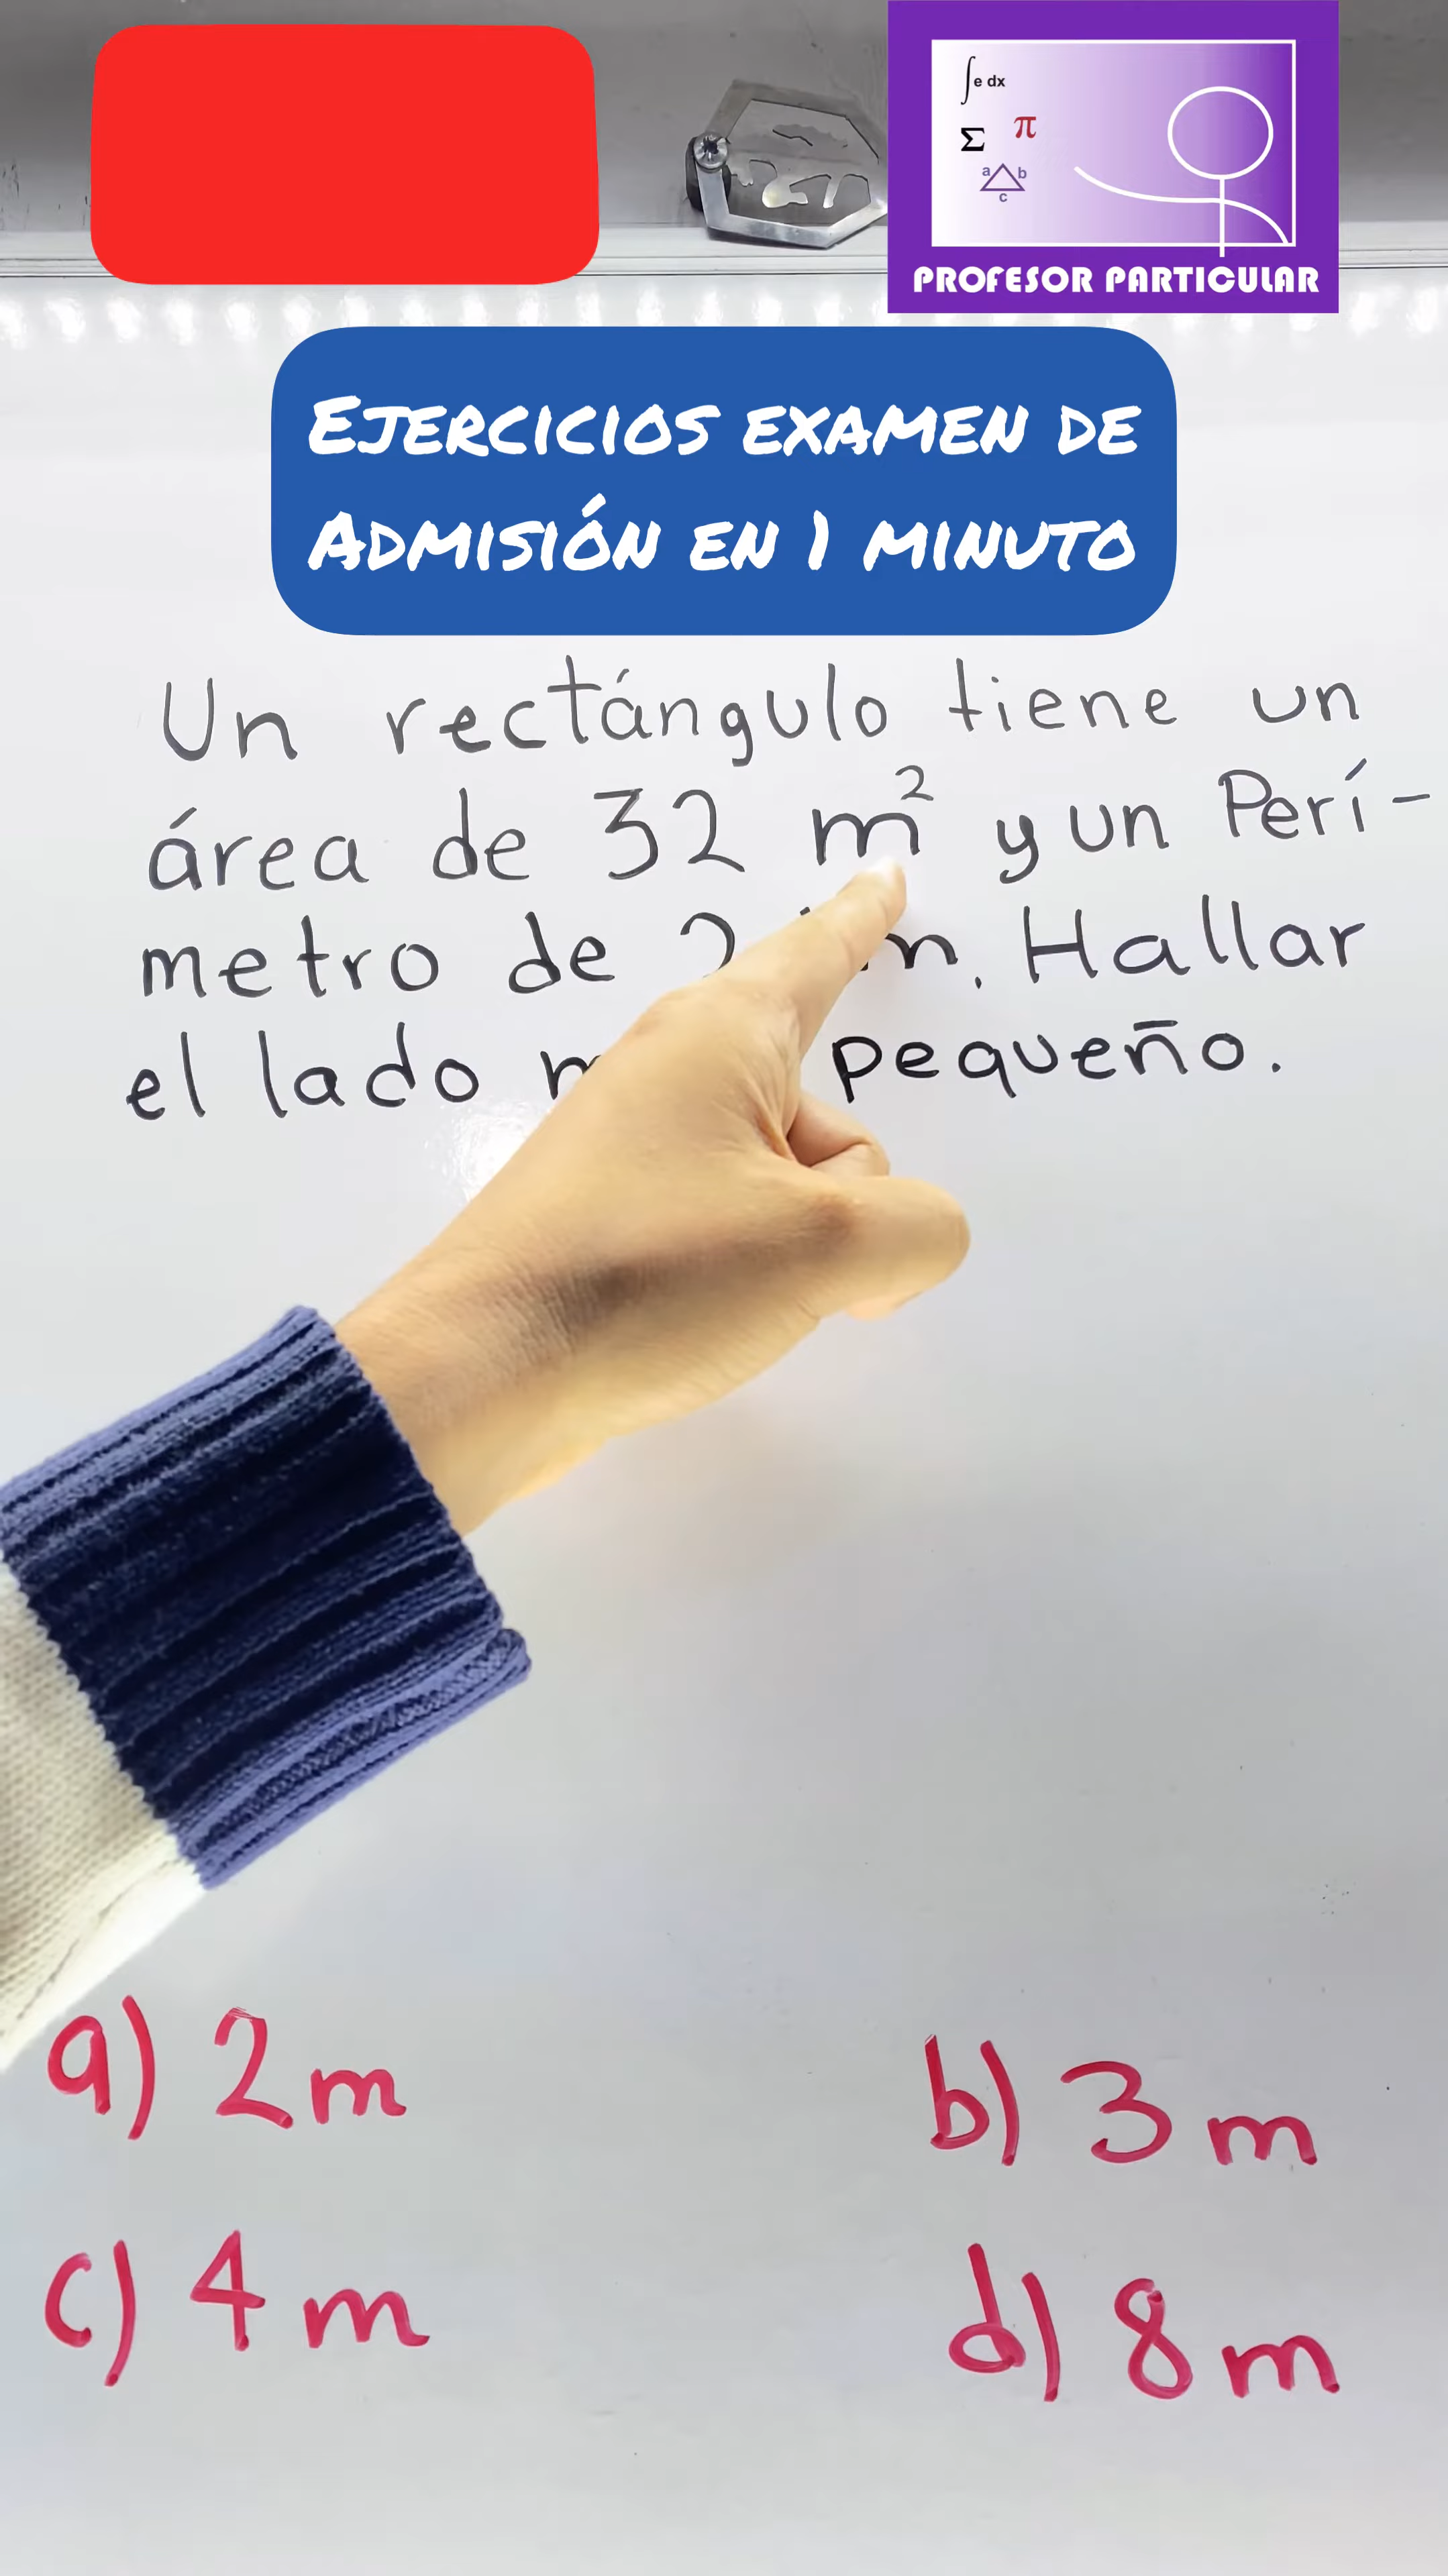 ∫e dx
Σ π
a b
c
PROFESOR PARTICULAR
EJERCICIOS EXAMEN DE
ADMISIÓN EN 1 MINUTO
Un rectángulo tiene un
área de 32 m² y un Perí-
metro de m. Hallar
el lado pequeño.
a) 2m
b) 3m
c) 4m
d) 8m